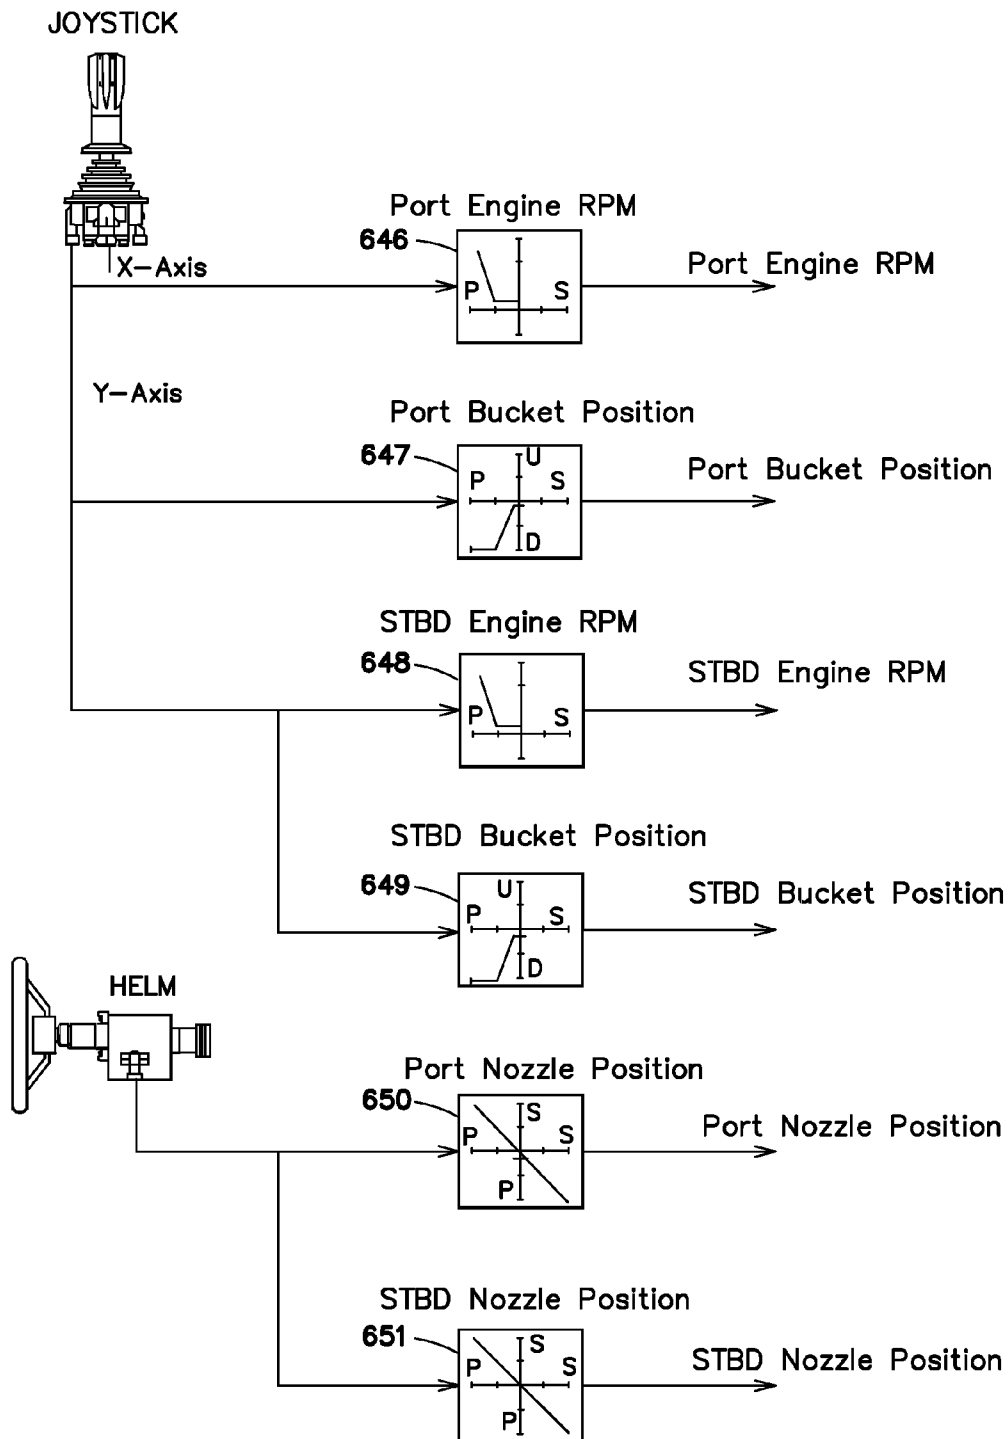 JOYSTICK
X-Axis
Y-Axis
Port Engine RPM
646
P S
Port Engine RPM
Port Bucket Position
647
U
P S
D
Port Bucket Position
STBD Engine RPM
648
P S
STBD Engine RPM
STBD Bucket Position
649
U
P S
D
STBD Bucket Position
HELM
Port Nozzle Position
650
S
P S
P
Port Nozzle Position
STBD Nozzle Position
651
S
P S
P
STBD Nozzle Position